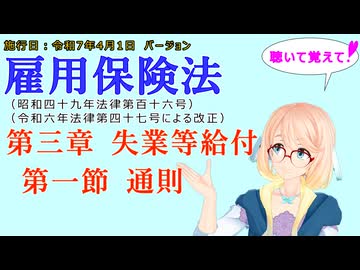 施行日：令和7年4月1日 バージョン
聴いて覚えて！
雇用保険法
（昭和四十九年法律第百十六号）
（令和六年法律第四十七号による改正）
第三章 失業等給付
第一節 通則